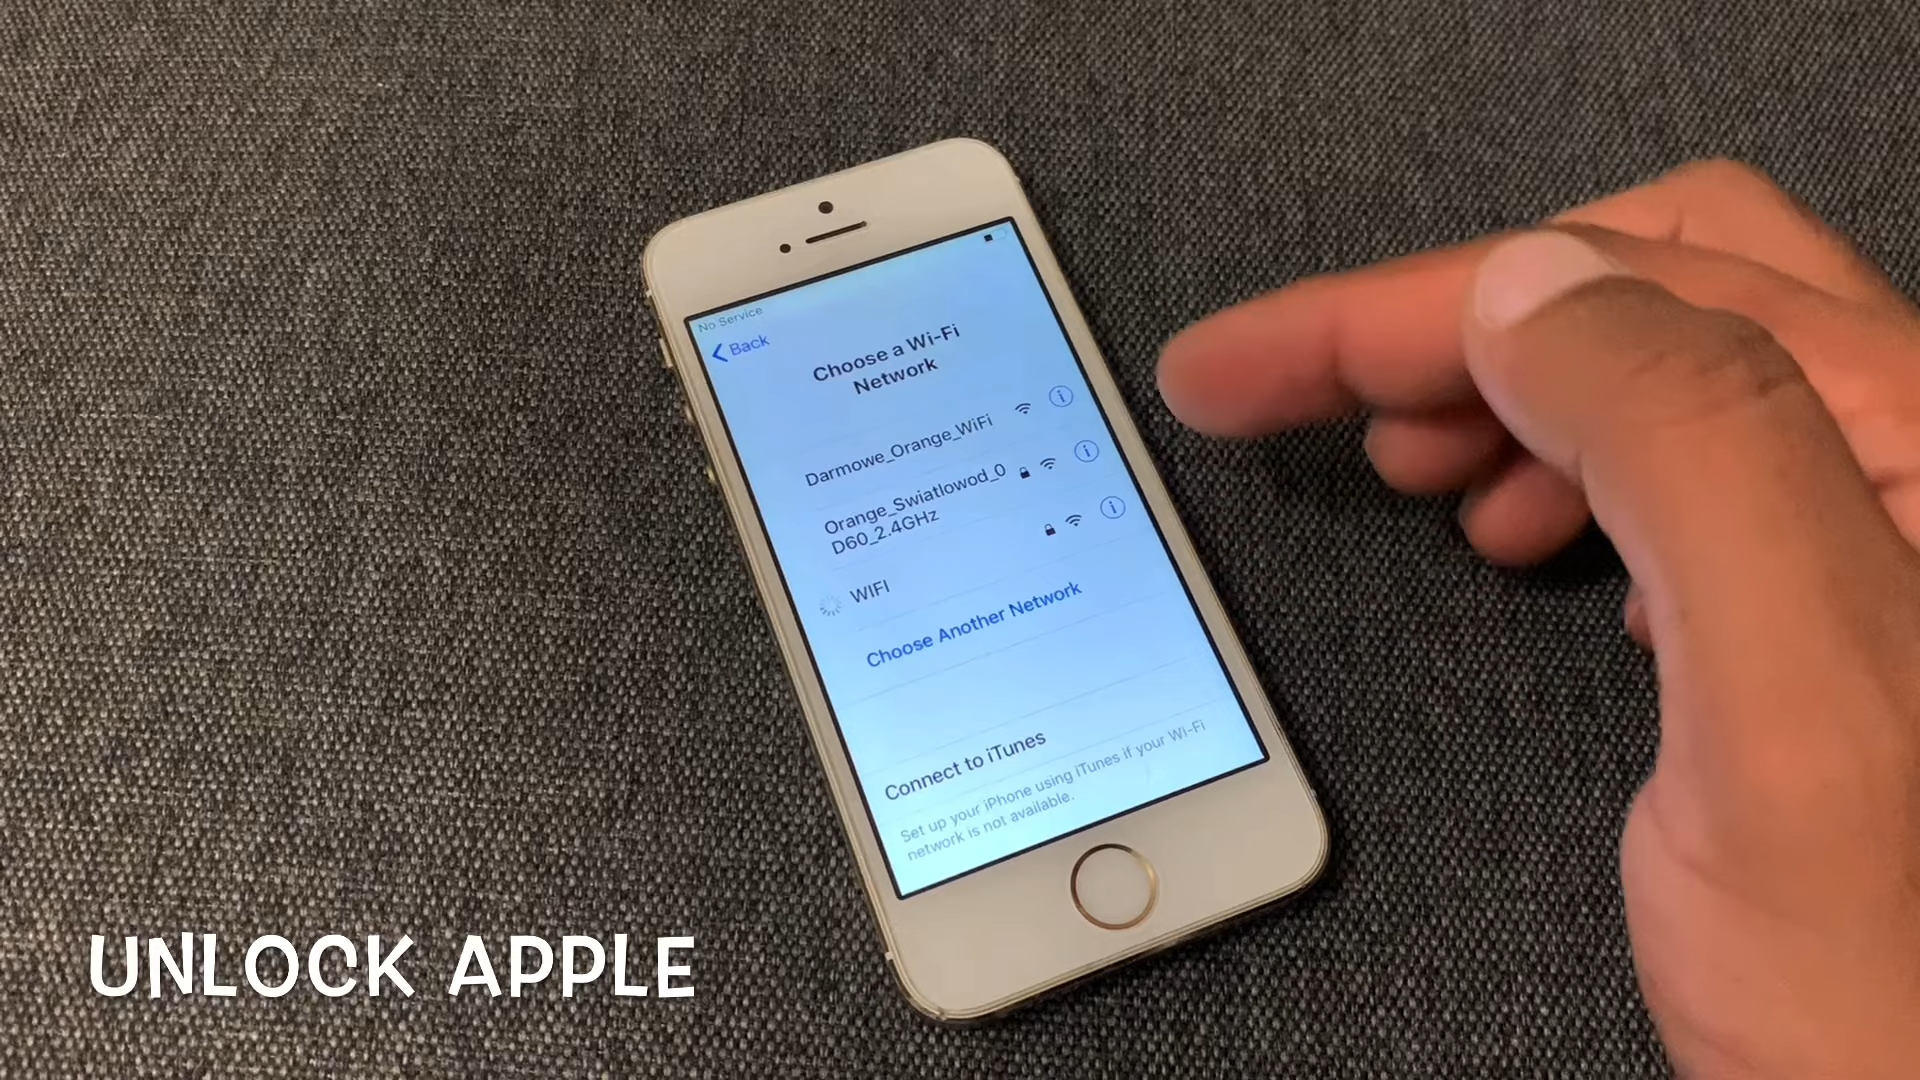 No Service
Back
Choose a Wi-Fi
Network
Darmowe_Orange_WiFi
Orange_Swiatlowod_0
D60_2.4GHz
WIFI
Choose Another Network
Connect to iTunes
Set up your iPhone using iTunes if your Wi-Fi
network is not available.
UNLOCK APPLE